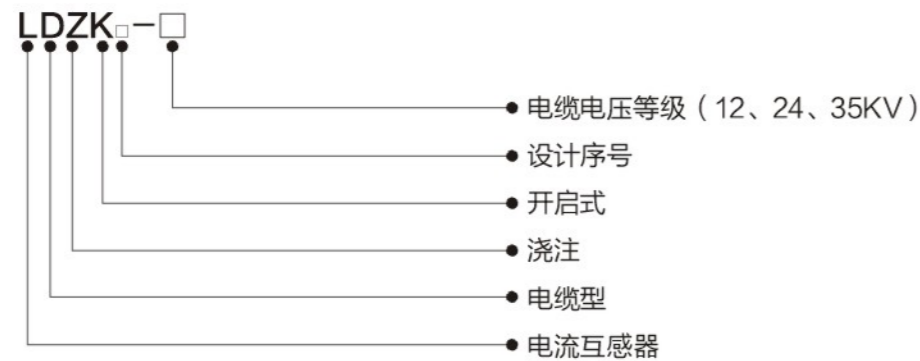 LDZK□-□
电缆电压等级（12、24、35KV）
设计序号
开启式
浇注
电缆型
电流互感器